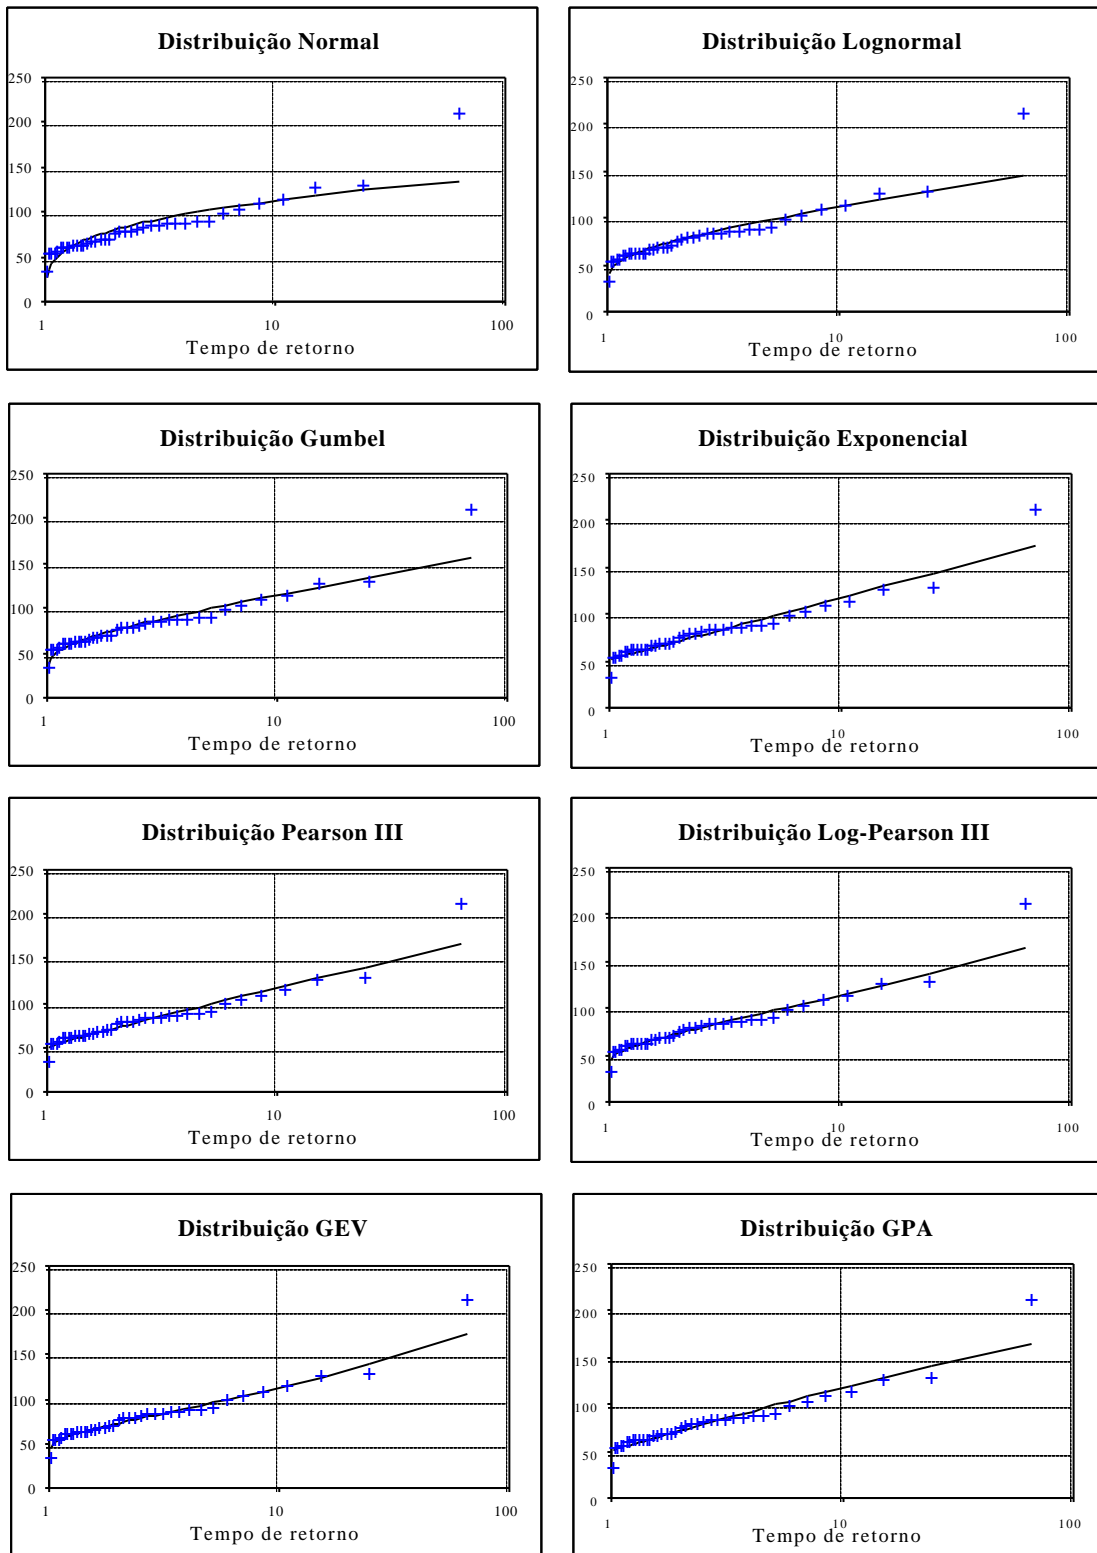 Distribuição Normal
250
200
150
100
50
0
1 10 100
Tempo de retorno
Distribuição Lognormal
250
200
150
100
50
0
1 10 100
Tempo de retorno
Distribuição Gumbel
250
200
150
100
50
0
1 10 100
Tempo de retorno
Distribuição Exponencial
250
200
150
100
50
0
1 10 100
Tempo de retorno
Distribuição Pearson III
250
200
150
100
50
0
1 10 100
Tempo de retorno
Distribuição Log-Pearson III
250
200
150
100
50
0
1 10 100
Tempo de retorno
Distribuição GEV
250
200
150
100
50
0
1 10 100
Tempo de retorno
Distribuição GPA
250
200
150
100
50
0
1 10 100
Tempo de retorno